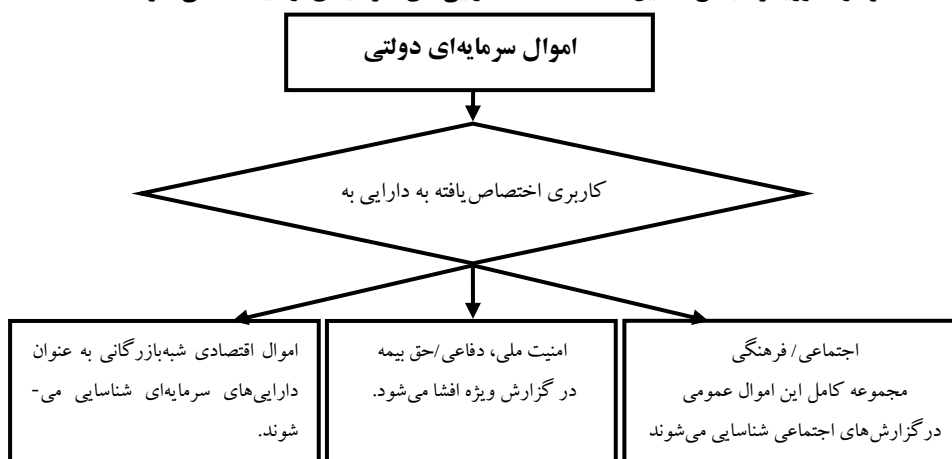 اموال سرمایه‌ای دولتی
کاربری اختصاص‌یافته به دارایی به
اجتماعی/ فرهنگی
مجموعه کامل این اموال عمومی
درگزارش‌های اجتماعی شناسایی می‌شوند
امنیت ملی، دفاعی/حق بیمه
در گزارش ویژه افشا می‌شود.
اموال اقتصادی شبه‌بازرگانی به عنوان
دارایی‌های سرمایه‌ای شناسایی می-
شوند.